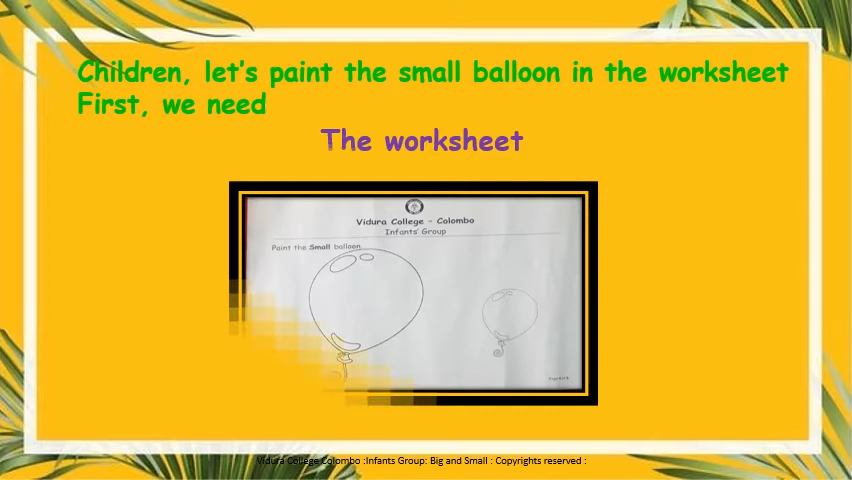 Children, let's paint the small balloon in the worksheet
First, we need
The worksheet
Vidura College - Colombo
Infants' Group
Paint the Small balloon.
Vidura College Colombo :Infants Group: Big and Small : Copyrights reserved :